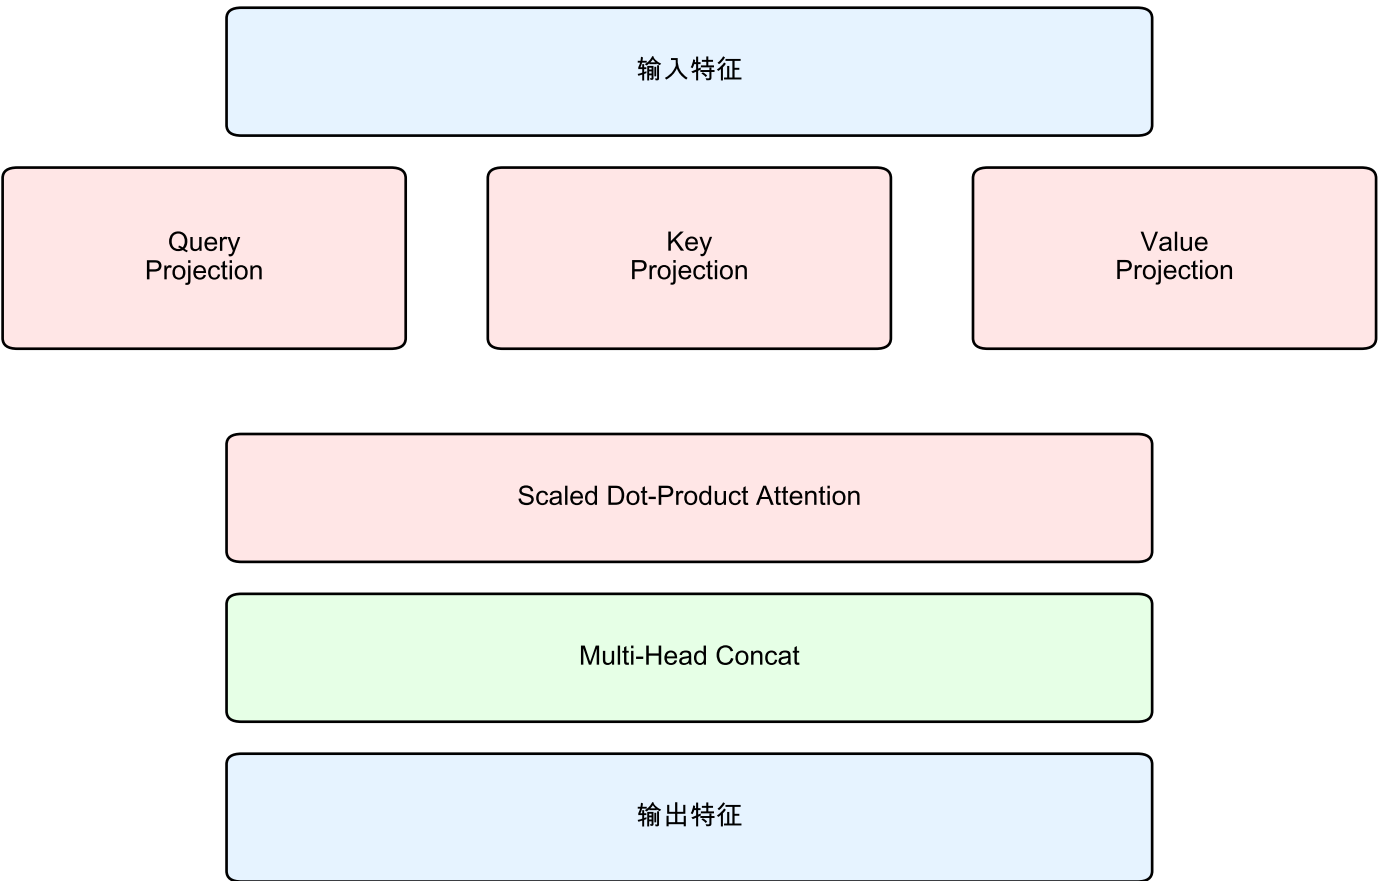 输入特征
Query
Projection
Key
Projection
Value
Projection
Scaled Dot-Product Attention
Multi-Head Concat
输出特征